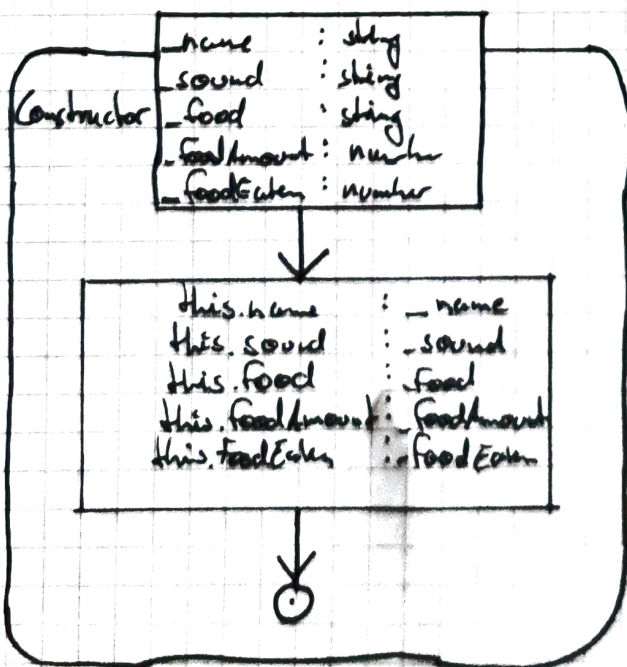 _name : string
_sound : string
Constructor
_food : string
_foodAmount : number
_foodEaten : number
this.name : _name
this.sound : _sound
this.food : _food
this.foodAmount : _foodAmount
this.foodEaten : _foodEaten